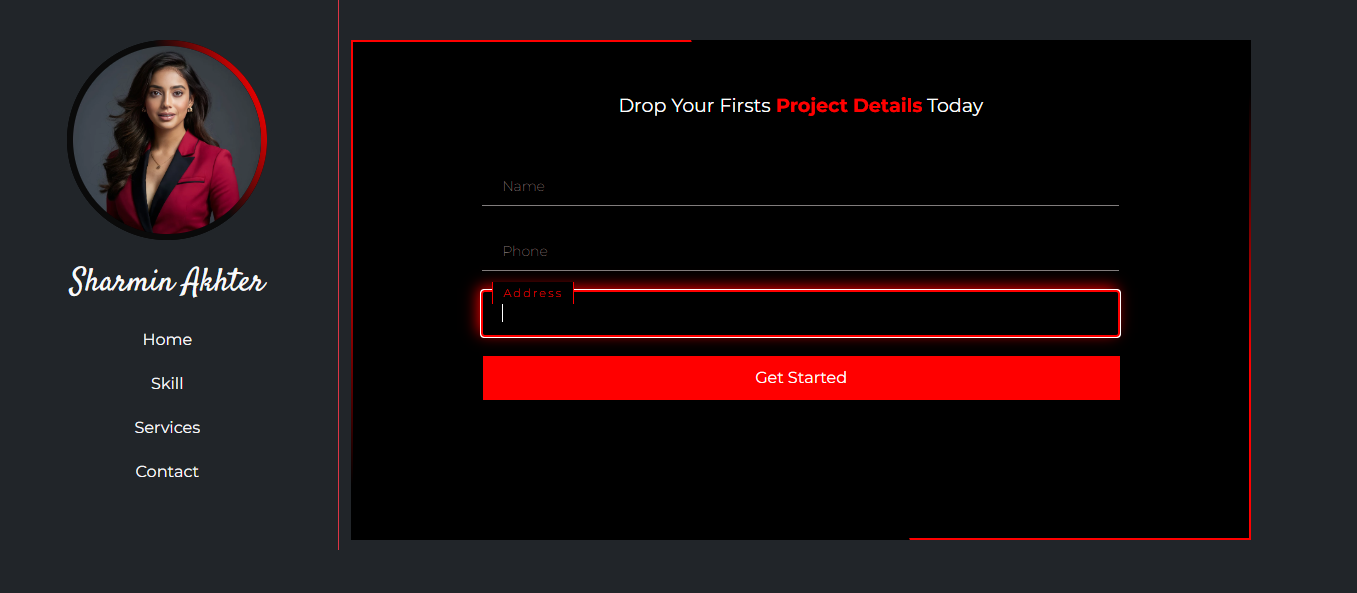 Sharmin Akhter
Home
Skill
Services
Contact
Drop Your Firsts Project Details Today
Name
Phone
Address
Get Started